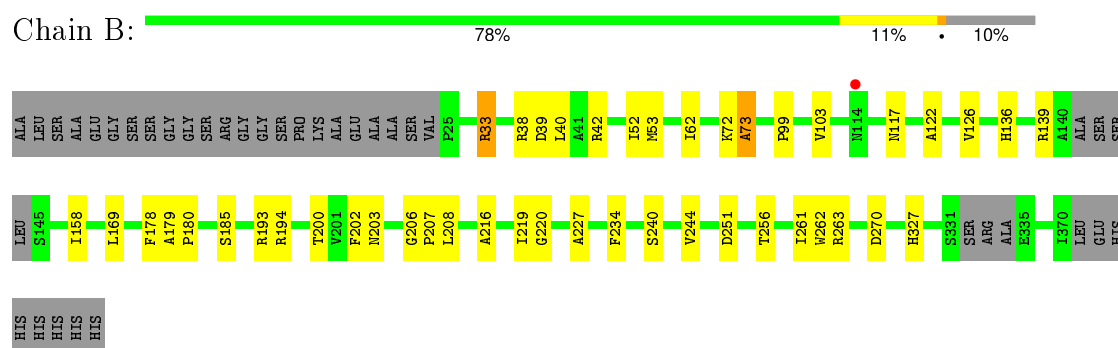 Chain B:
78% 11% • 10%
ALA LEU SER ALA GLU GLY SER SER GLY GLY SER ARG GLY GLY SER PRO LYS ALA GLU ALA ALA SER VAL P25 R33 R38 D39 L40 A41 R42 I52 M53 I62 K72 A73 P99 V103 N114 N117 A122 V126 H136 R139 A140 ALA SER SER
LEU S145 I158 L169 F178 A179 P180 S185 R193 R194 T200 V201 F202 N203 G206 P207 L208 A216 I219 G220 A227 F234 S240 V244 D251 T256 I261 W262 R263 D270 H327 S331 SER ARG ALA E335 I370 LEU GLU HIS
HIS HIS HIS HIS HIS